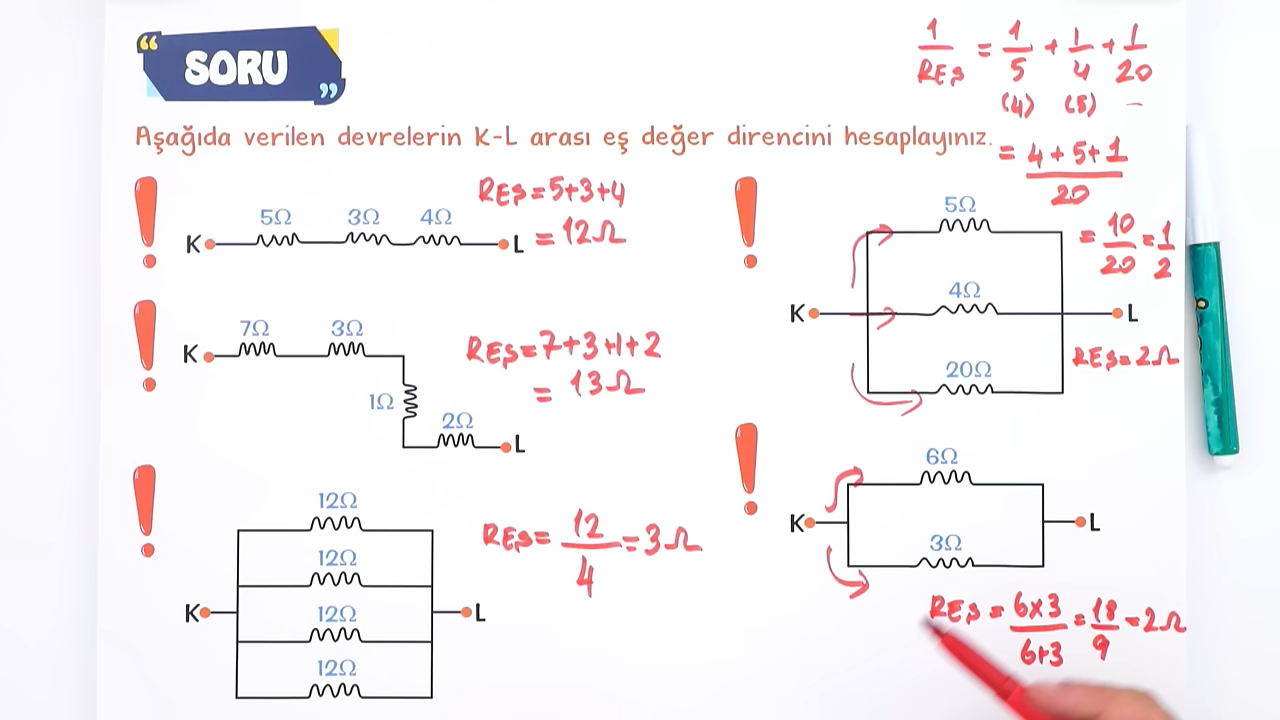 “ SORU ”
Aşağıda verilen devrelerin K-L arası eş değer direncini hesaplayınız.
K 5Ω 3Ω 4Ω L
REŞ=5+3+4
= 12Ω
K 7Ω 3Ω
1Ω
2Ω L
REŞ=7+3+1+2
= 13Ω
12Ω
12Ω
K 12Ω L
12Ω
REŞ= 12/4 = 3Ω
1/REŞ = 1/5 + 1/4 + 1/20
(4) (5)
= 4+5+1/20
= 10/20 = 1/2
5Ω
K 4Ω L
20Ω
REŞ=2Ω
6Ω
K L
3Ω
REŞ = 6x3/6+3 = 18/9 = 2Ω